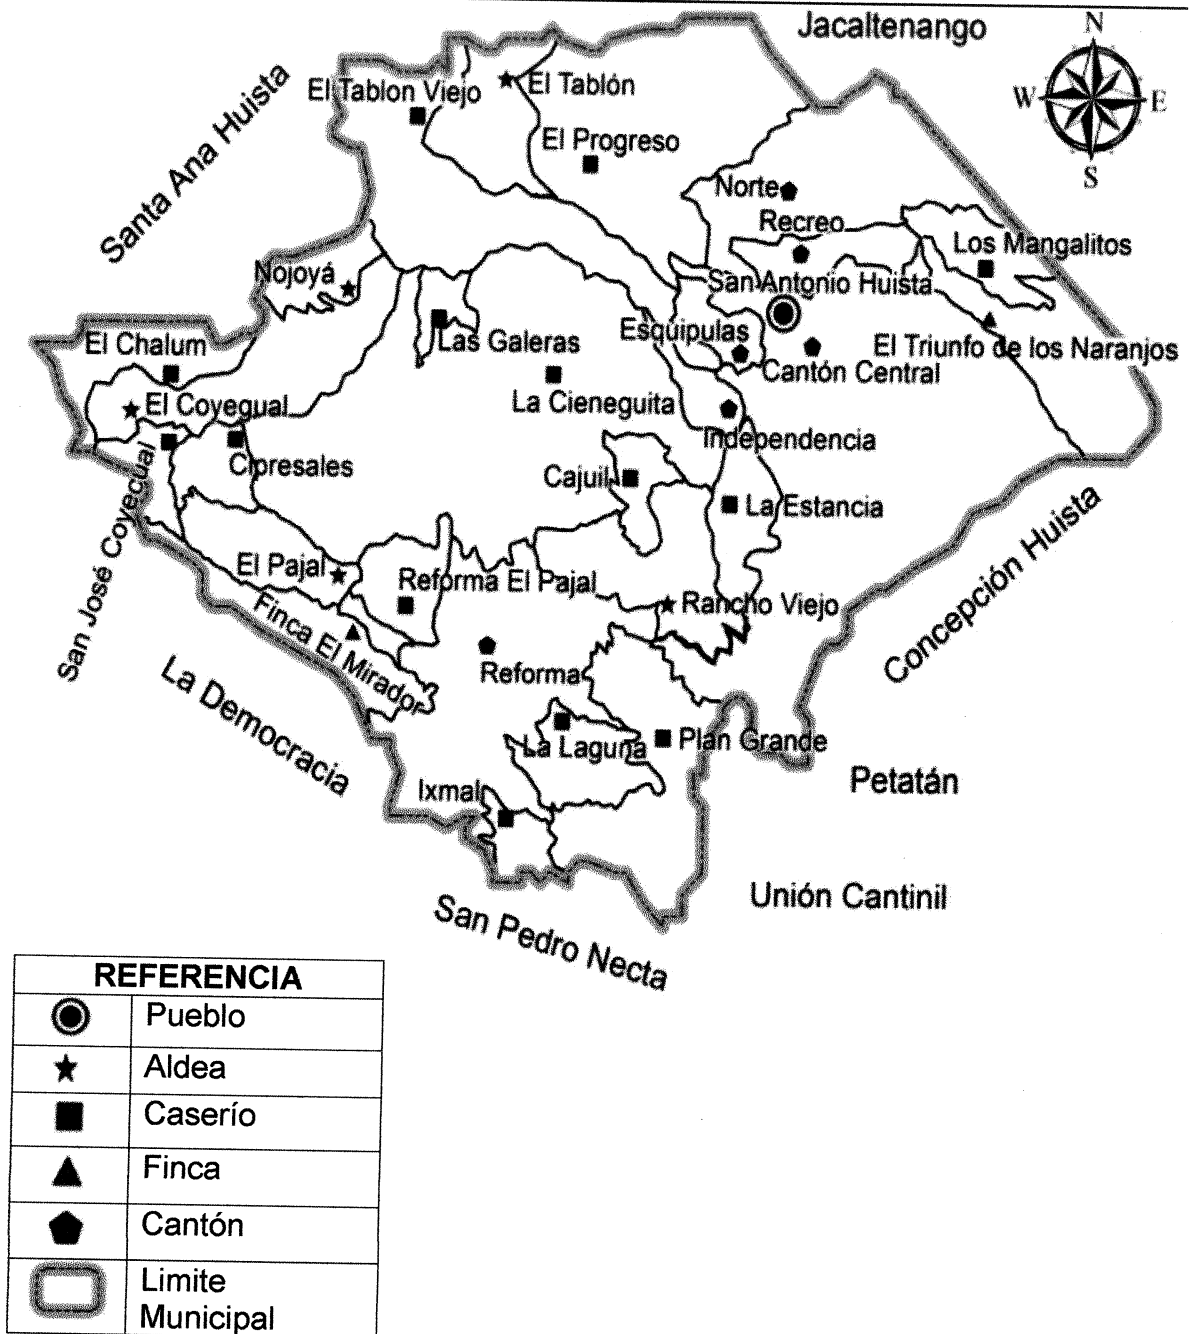 Jacaltenango
N
W
E
S
Santa Ana Huista
El Tablon Viejo
El Tablón
El Progreso
Norte
Recreo
Los Mangalitos
Nojoyá
San Antonio Huista
Esquipulas
El Chalum
Las Galeras
El Triunfo de los Naranjos
Cantón Central
El Coyegual
La Cieneguita
Independencia
Cipresales
Cajuil
La Estancia
San José Coyecual
El Pajal
Reforma El Pajal
Rancho Viejo
Concepción Huista
Finca El Mirador
Reforma
La Democracia
La Laguna
Plan Grande
Petatán
Ixmal
Unión Cantinil
San Pedro Necta
REFERENCIA
Pueblo
Aldea
Caserío
Finca
Cantón
Limite
Municipal